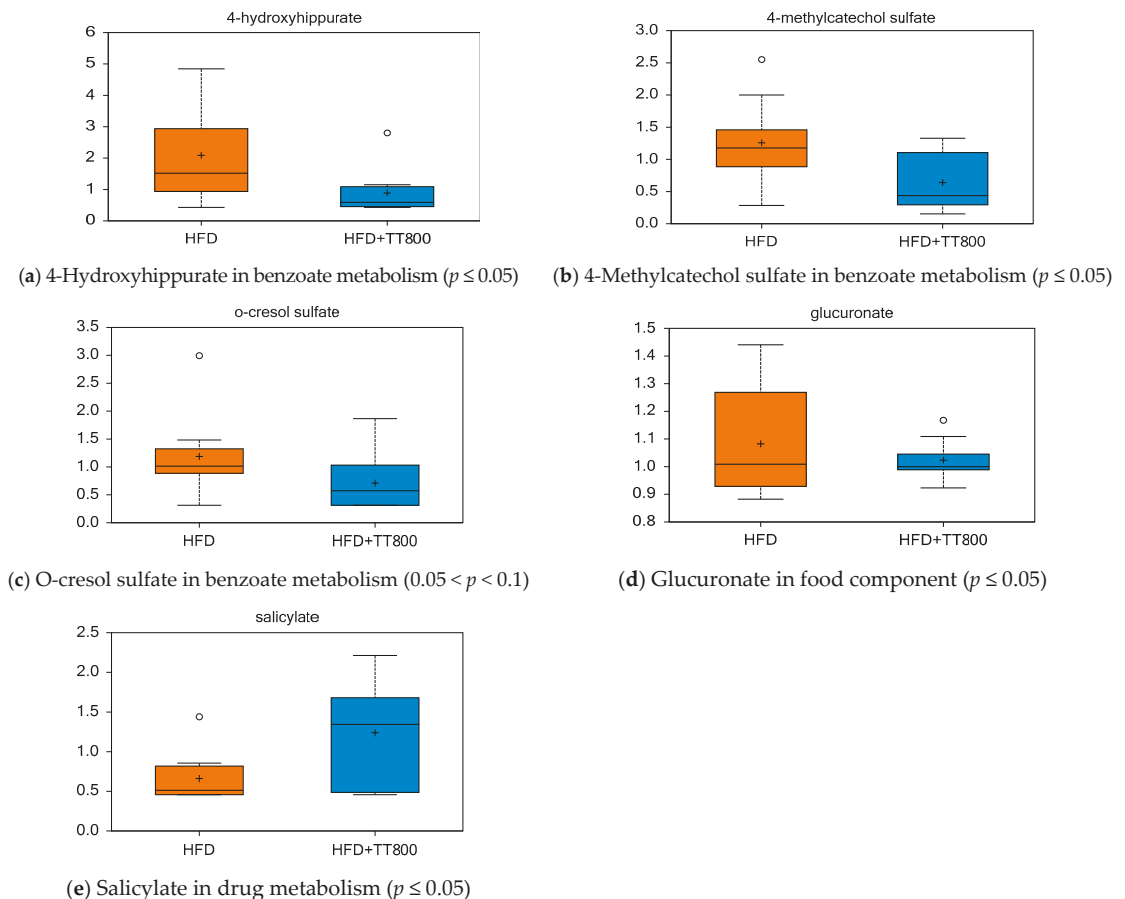 4-hydroxyhippurate
6
5
4
3
2
1
0
HFD
HFD+TT800
(a) 4-Hydroxyhippurate in benzoate metabolism (p ≤ 0.05)
4-methylcatechol sulfate
3.0
2.5
2.0
1.5
1.0
0.5
0.0
HFD
HFD+TT800
(b) 4-Methylcatechol sulfate in benzoate metabolism (p ≤ 0.05)
o-cresol sulfate
3.5
3.0
2.5
2.0
1.5
1.0
0.5
0.0
HFD
HFD+TT800
(c) O-cresol sulfate in benzoate metabolism (0.05 < p < 0.1)
glucuronate
1.5
1.4
1.3
1.2
1.1
1.0
0.9
0.8
HFD
HFD+TT800
(d) Glucuronate in food component (p ≤ 0.05)
salicylate
2.5
2.0
1.5
1.0
0.5
0.0
HFD
HFD+TT800
(e) Salicylate in drug metabolism (p ≤ 0.05)